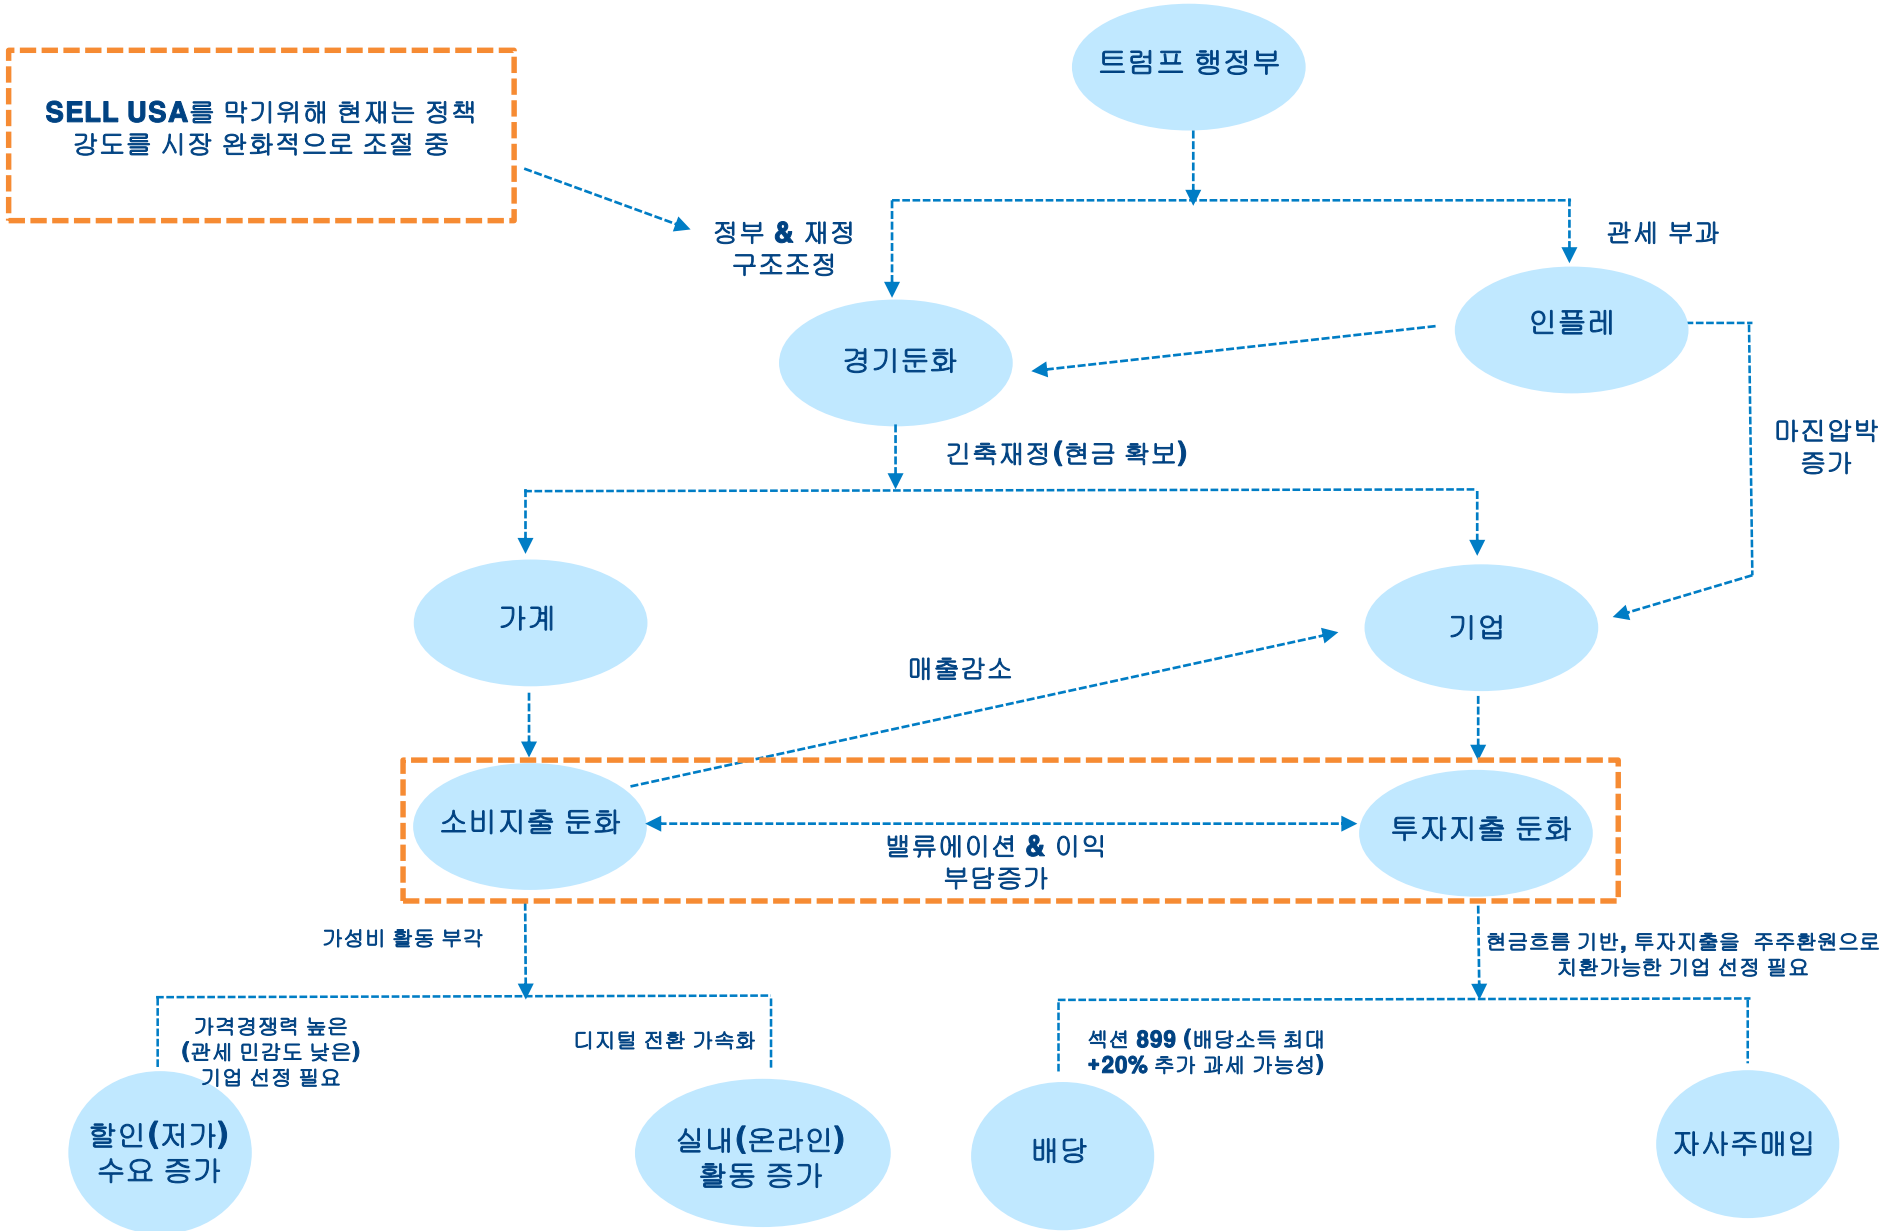 트럼프 행정부
SELL USA를 막기위해 현재는 정책
강도를 시장 완화적으로 조절 중
정부 & 재정
구조조정
관세 부과
인플레
경기둔화
마진압박
증가
긴축재정(현금 확보)
가계
기업
매출감소
소비지출 둔화
투자지출 둔화
밸류에이션 & 이익
부담증가
가성비 활동 부각
현금흐름 기반, 투자지출을 주주환원으로
치환가능한 기업 선정 필요
가격경쟁력 높은
(관세 민감도 낮은)
기업 선정 필요
디지털 전환 가속화
섹션 899 (배당소득 최대
+20% 추가 과세 가능성)
할인(저가)
수요 증가
실내(온라인)
활동 증가
배당
자사주매입